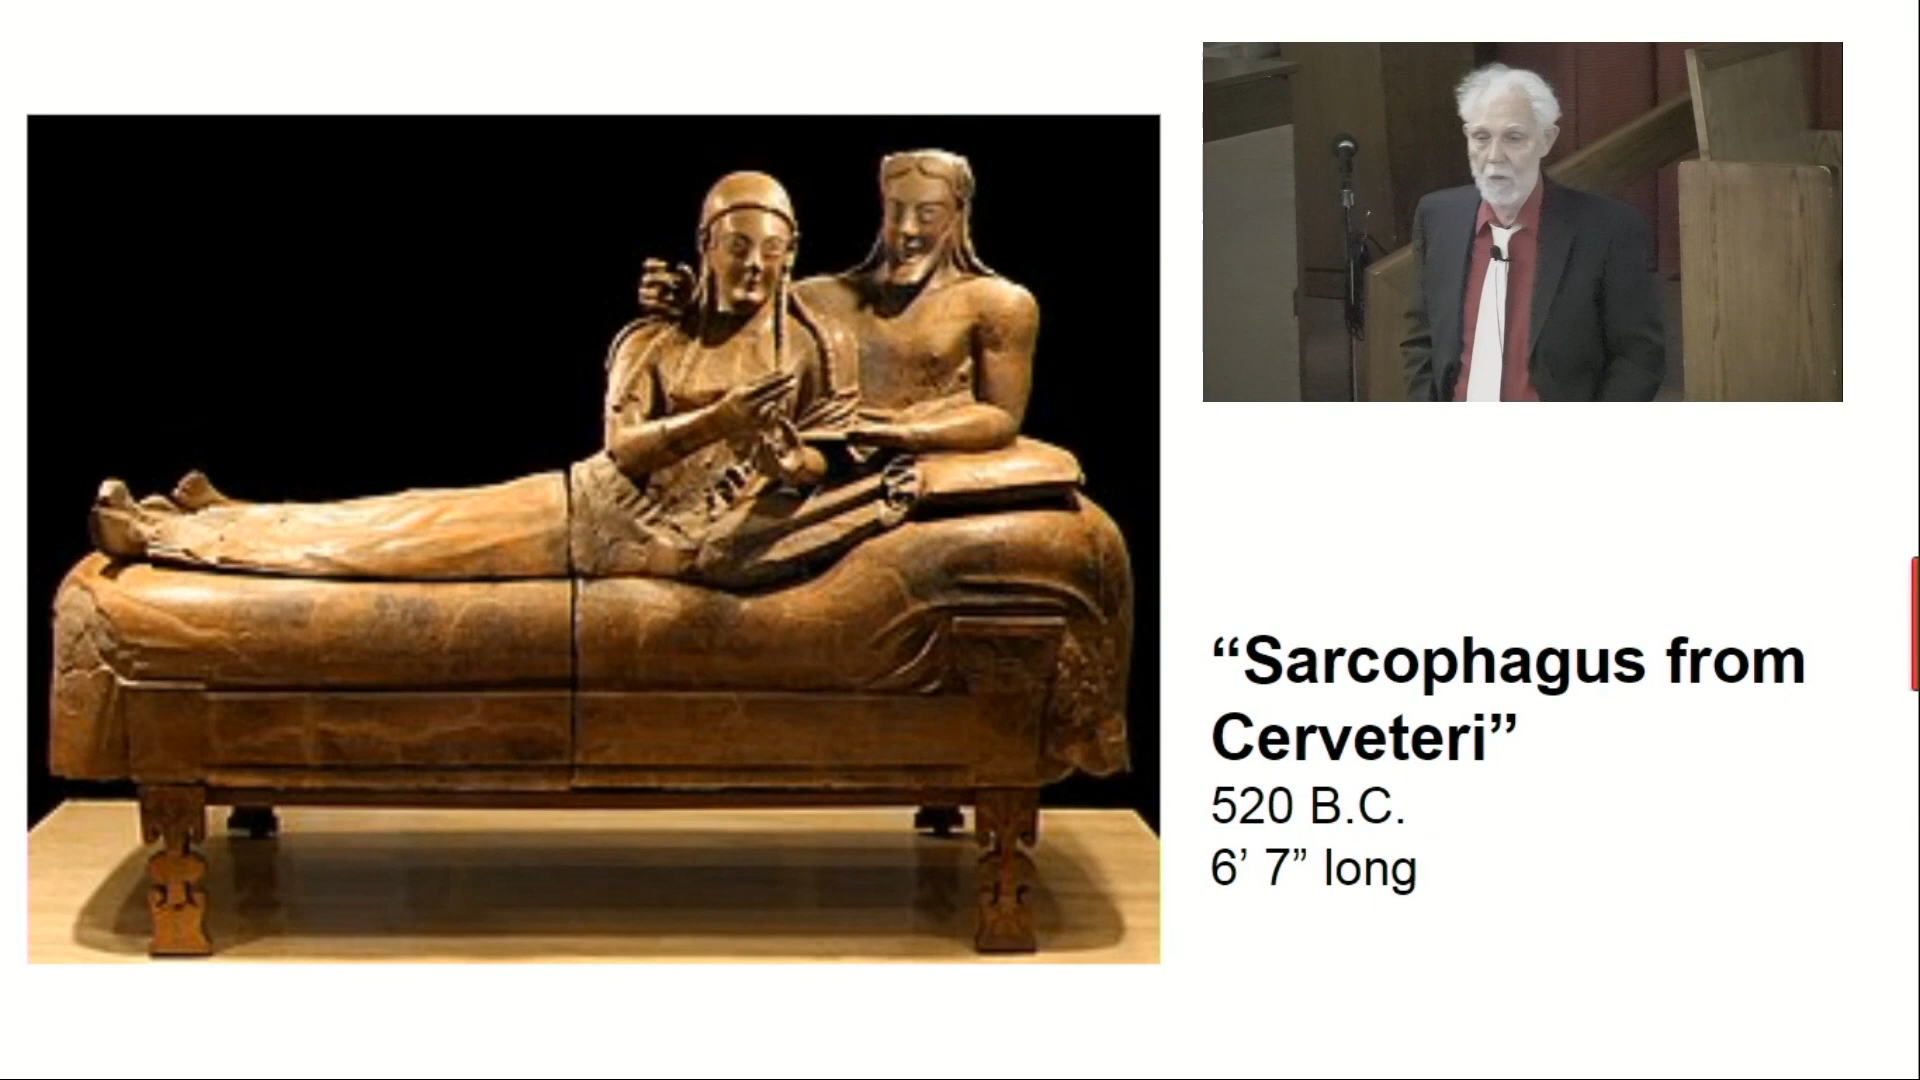 “Sarcophagus from
Cerveteri”
520 B.C.
6’ 7” long